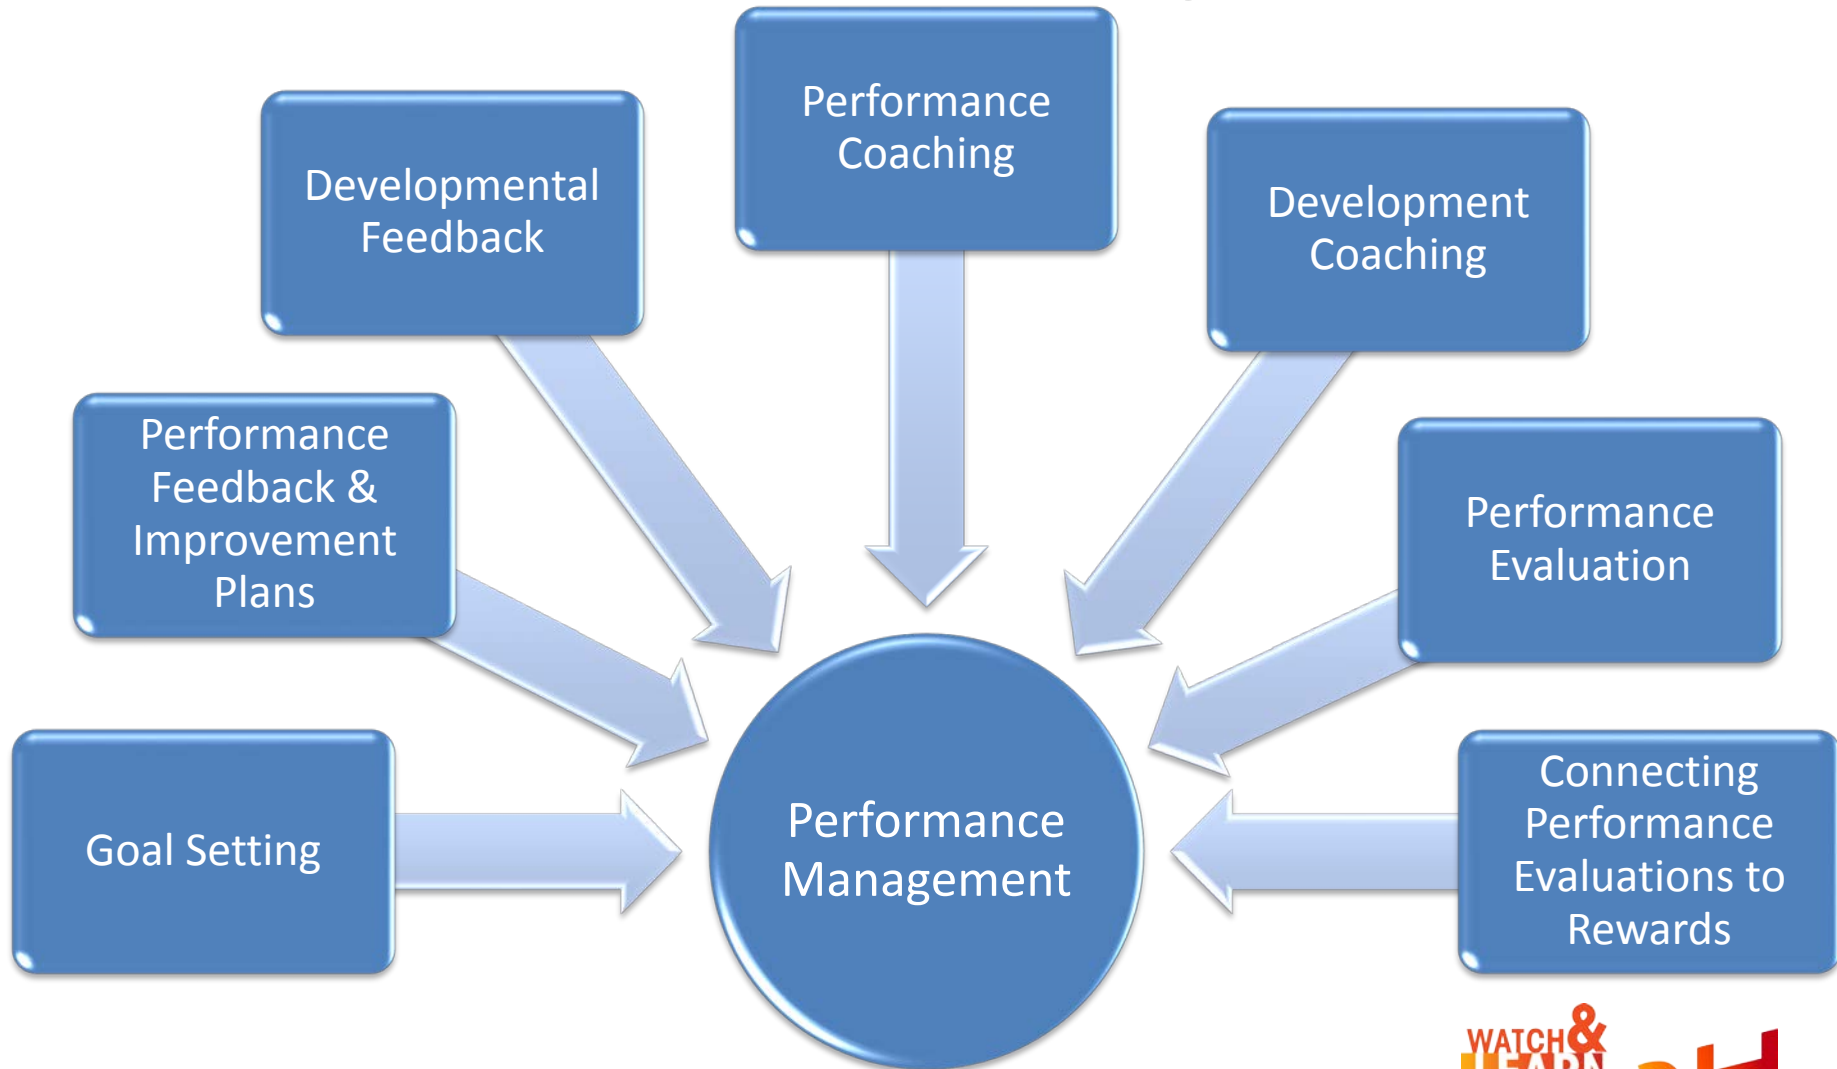 Performance
Coaching
Developmental
Feedback
Development
Coaching
Performance
Feedback &
Improvement
Plans
Performance
Evaluation
Goal Setting
Performance
Management
Connecting
Performance
Evaluations to
Rewards
WATCH&
LEARN